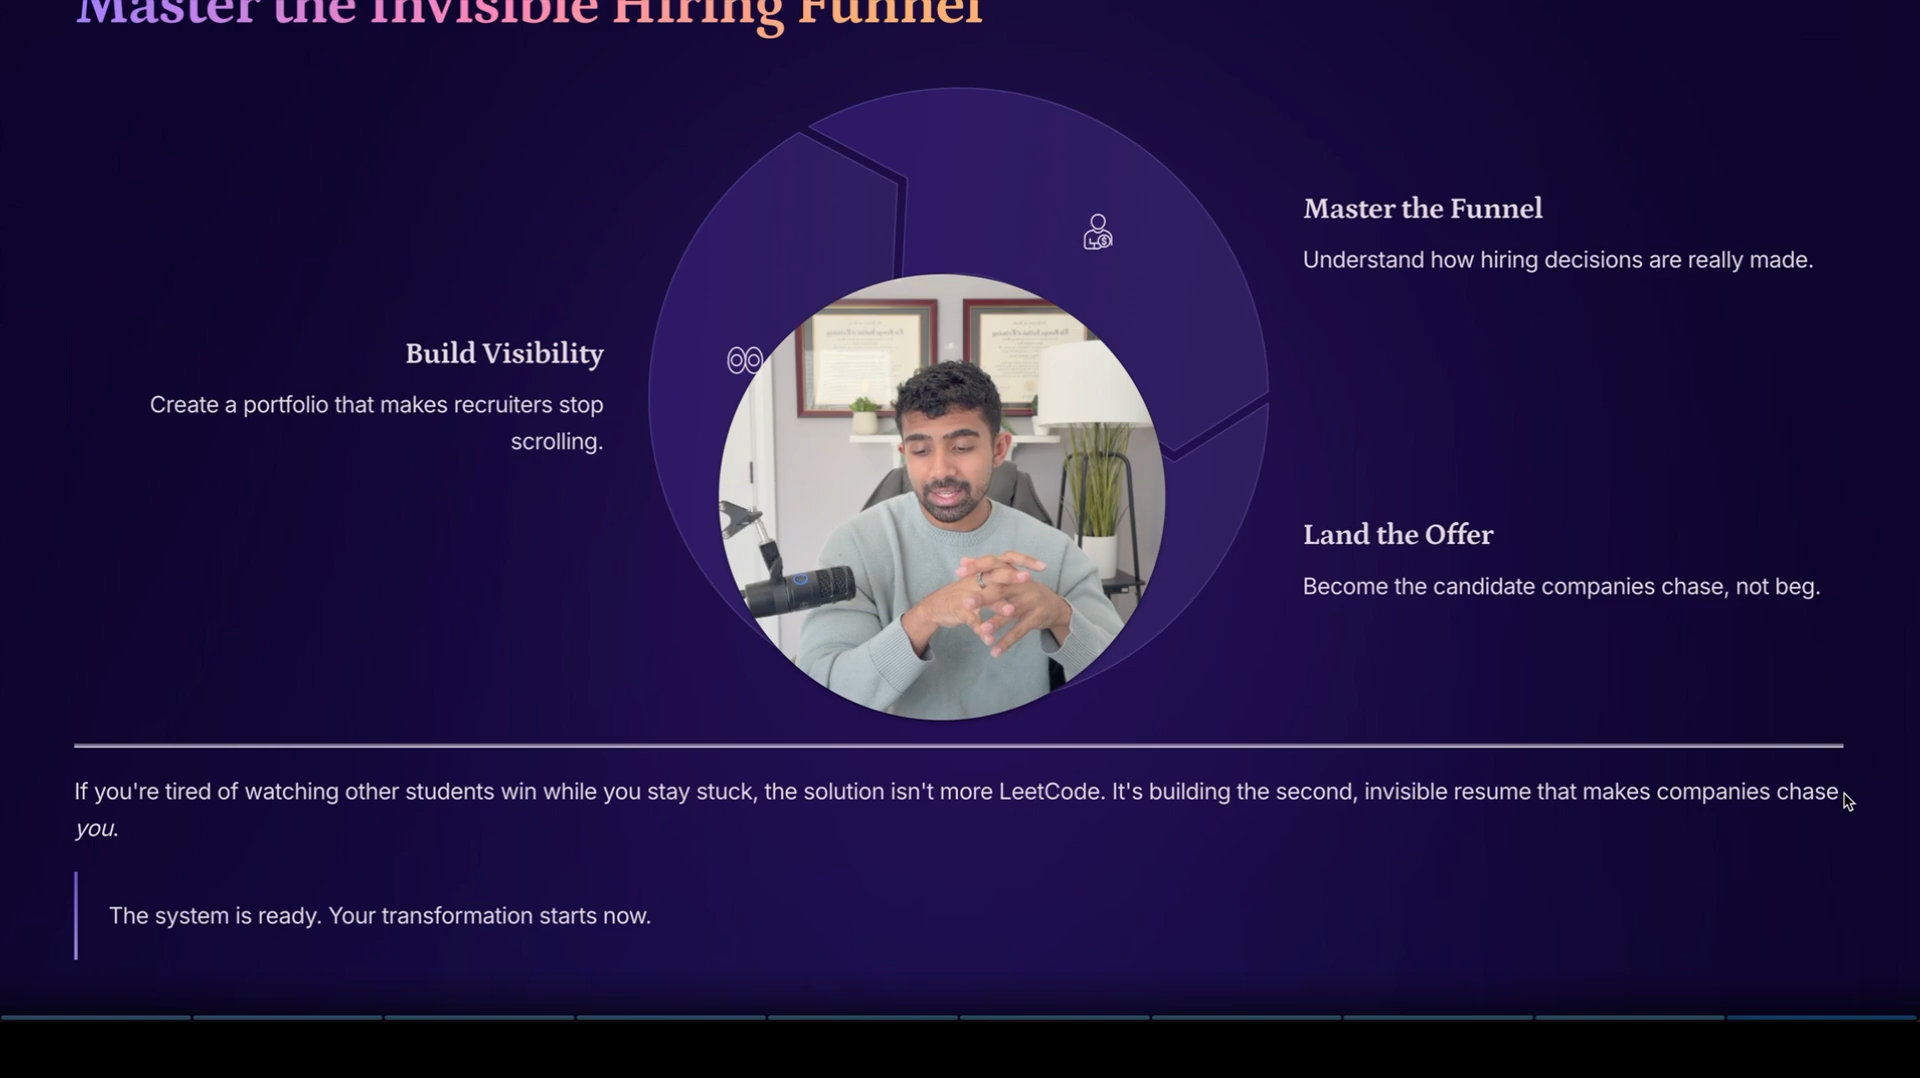 Master the Invisible Hiring Funnel
Master the Funnel
Understand how hiring decisions are really made.
Build Visibility
Create a portfolio that makes recruiters stop
scrolling.
Land the Offer
Become the candidate companies chase, not beg.
If you're tired of watching other students win while you stay stuck, the solution isn't more LeetCode. It's building the second, invisible resume that makes companies chase
you.
The system is ready. Your transformation starts now.